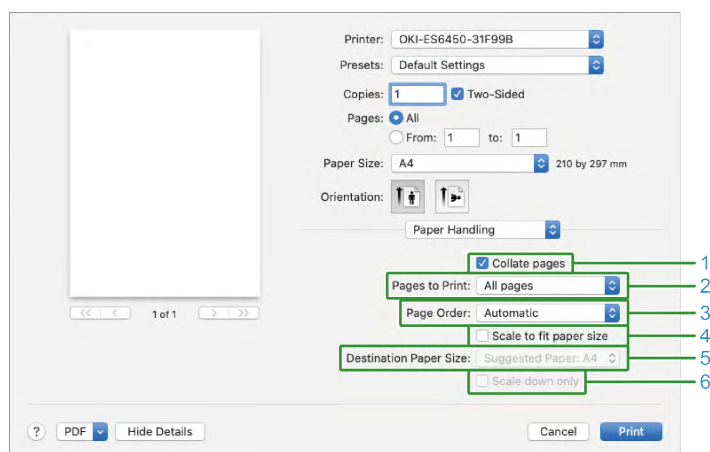 Printer: OKI-ES6450-31F99B
Presets: Default Settings
Copies: 1 Two-Sided
Pages: All
From: 1 to: 1
Paper Size: A4 210 by 297 mm
Orientation:
Paper Handling
Collate pages 1
Pages to Print: All pages 2
Page Order: Automatic 3
Scale to fit paper size 4
Destination Paper Size: Suggested Paper: A4 5
Scale down only 6
<< < 1 of 1 > >>
? PDF Hide Details Cancel Print